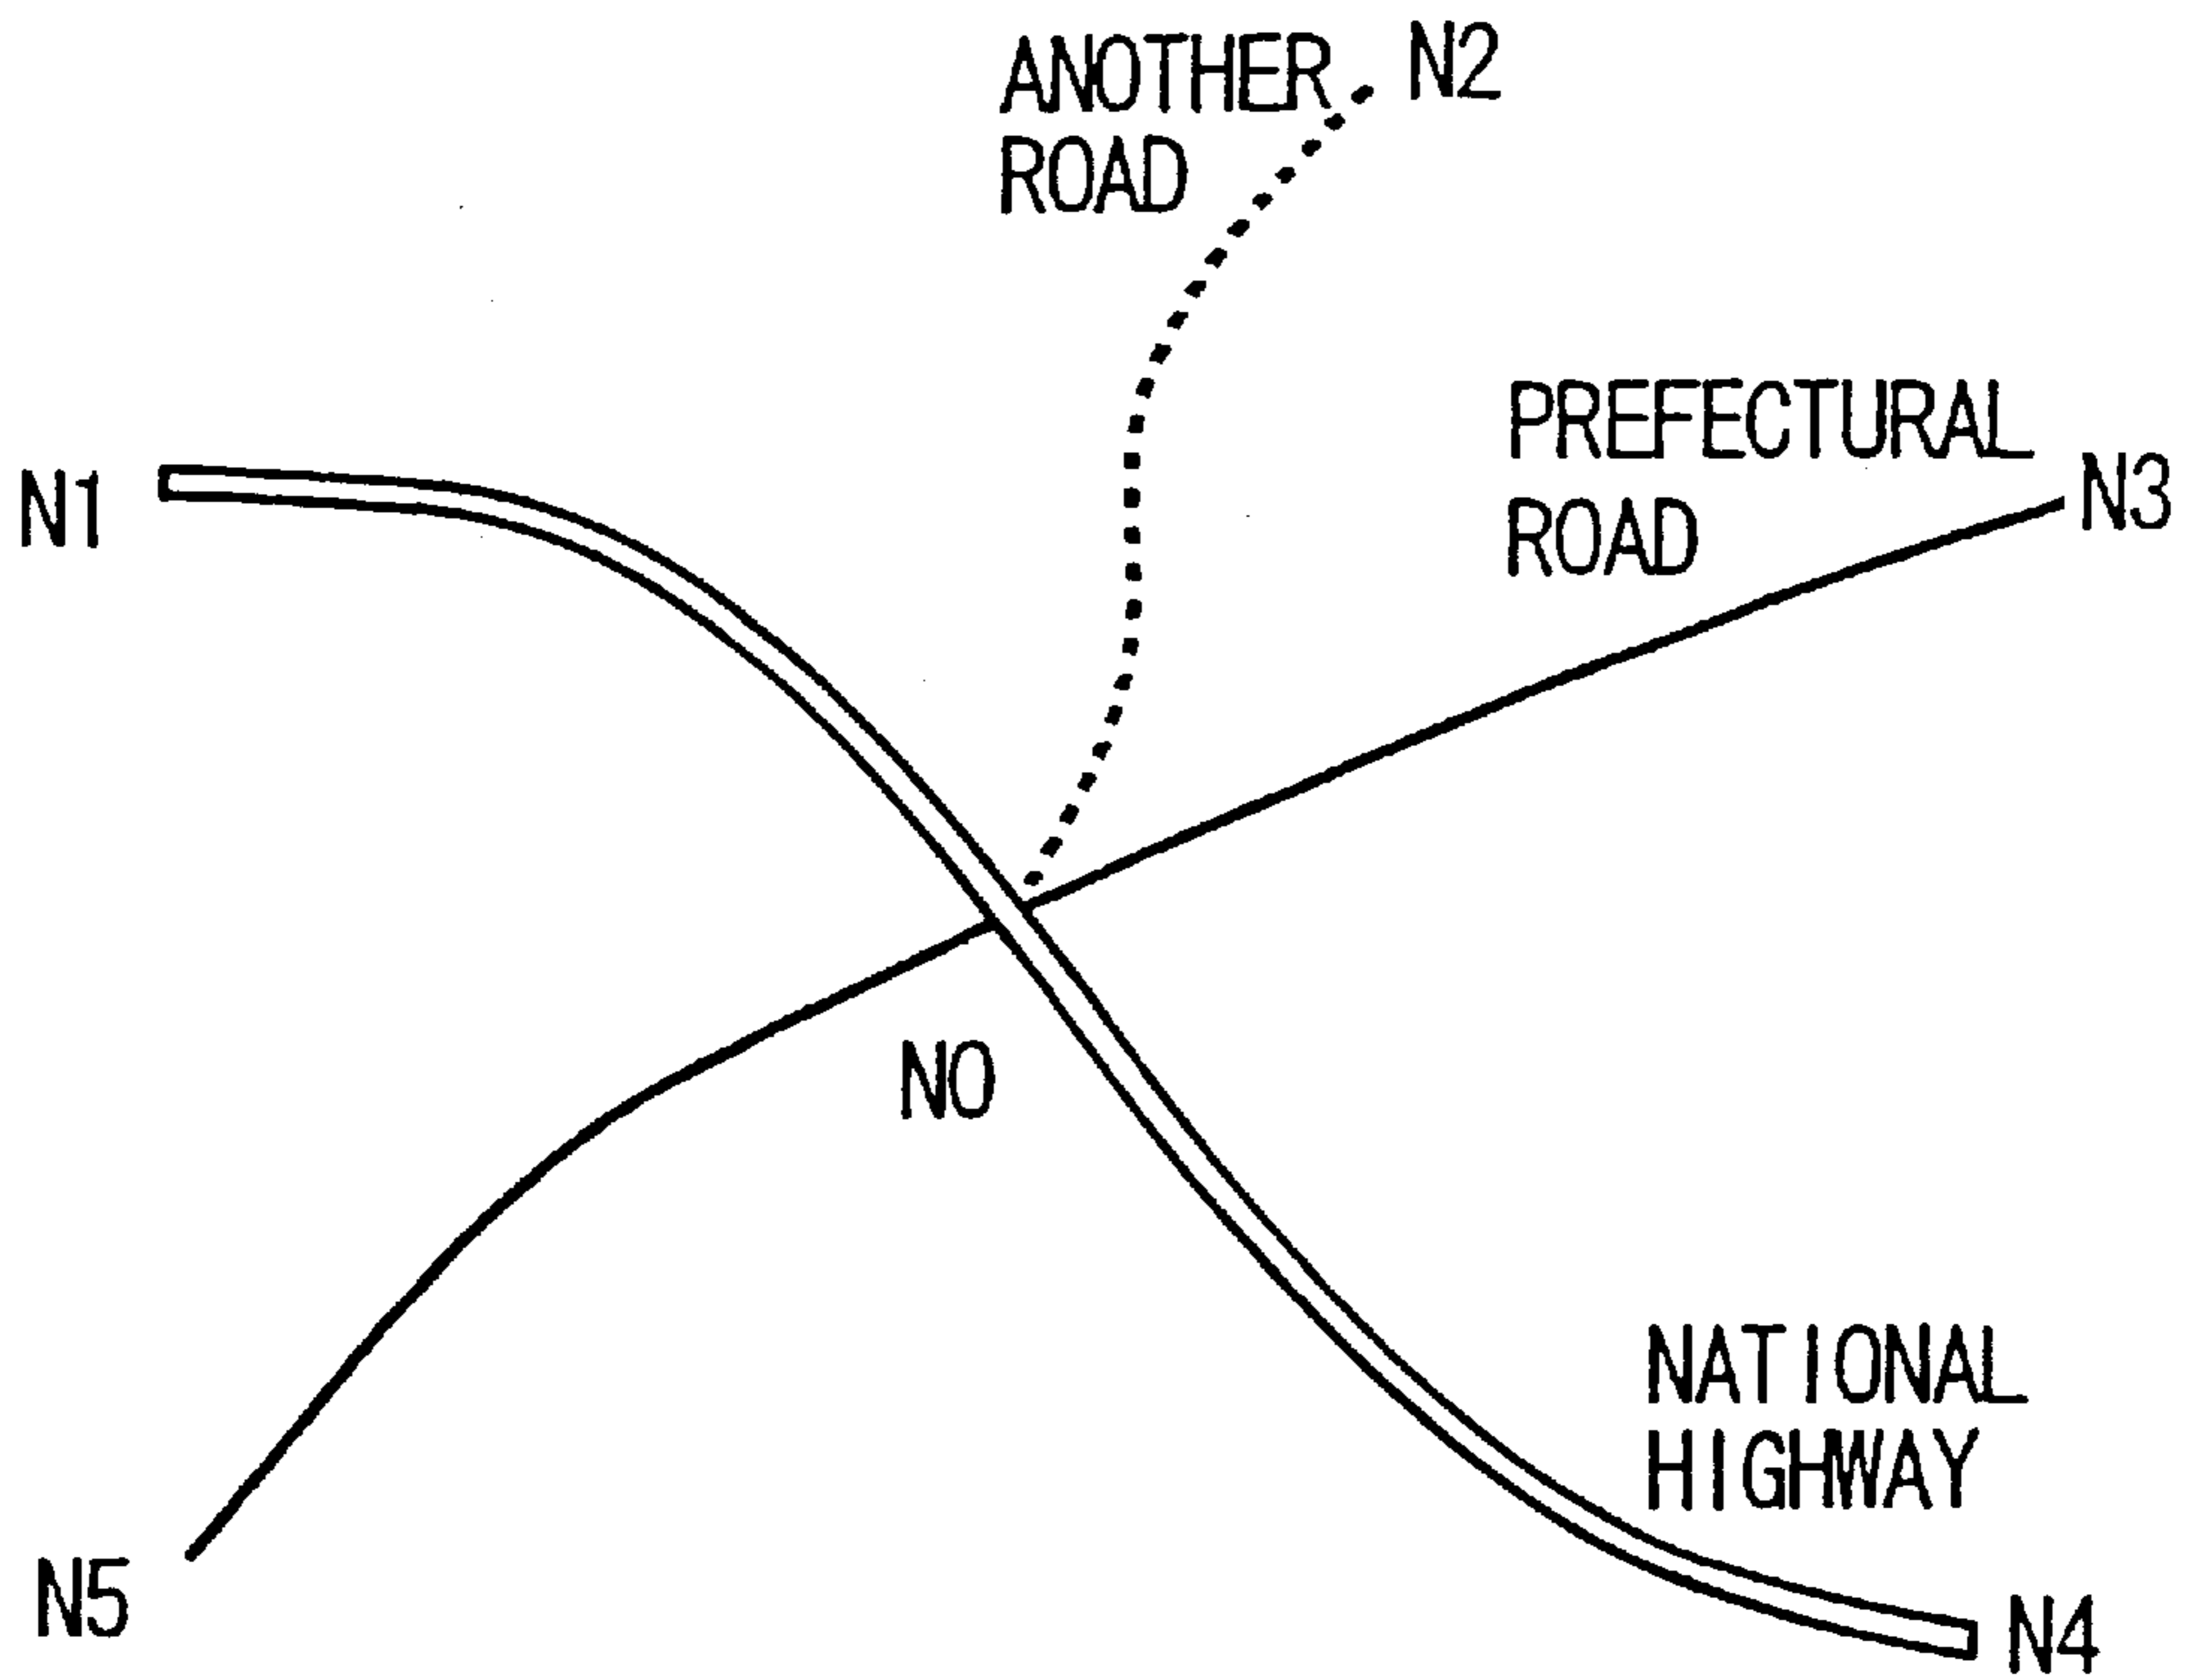 ANOTHER
ROAD
N2
PREFECTURAL
ROAD
N3
N1
N0
NATIONAL
HIGHWAY
N5
N4